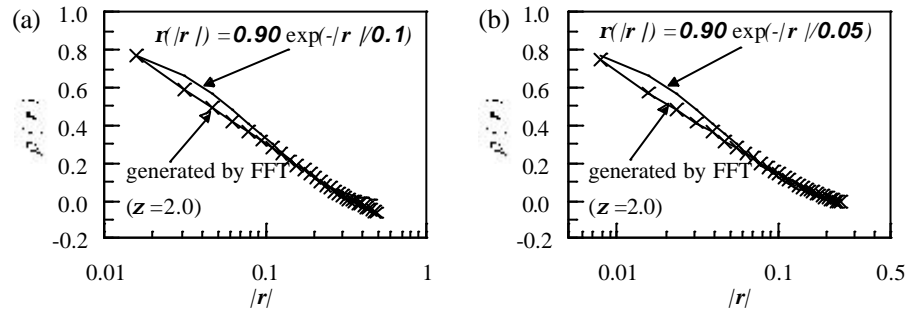 (a)
r(|r|) = 0.90 exp(-|r|/0.1)
1.0
0.8
0.6
0.4
0.2
0.0
-0.2
generated by FFT
(z =2.0)
0.01 0.1 1
|r|
(b)
r(|r|) = 0.90 exp(-|r|/0.05)
1.0
0.8
0.6
0.4
0.2
0.0
-0.2
generated by FFT
(z =2.0)
0.01 0.1 0.5
|r|